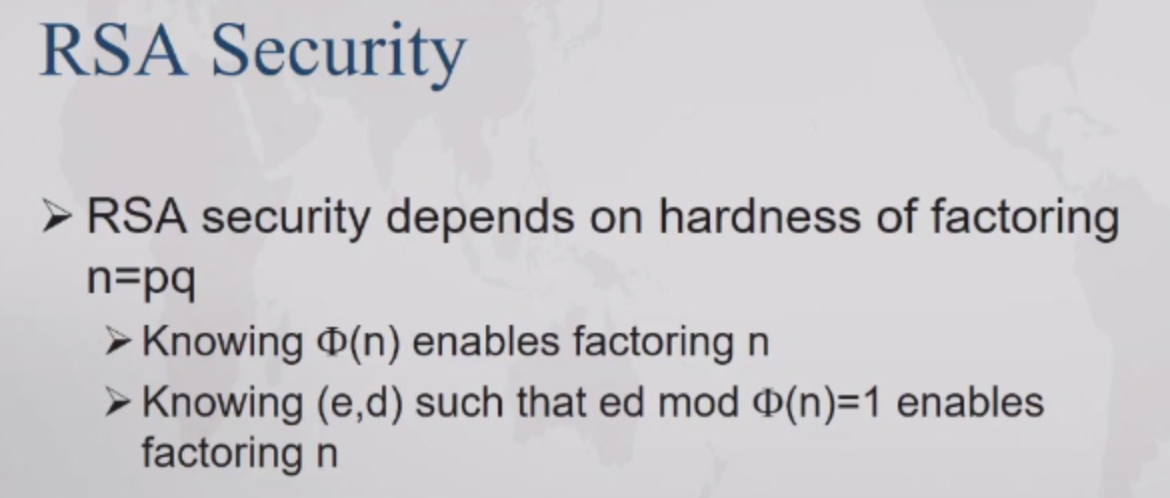 RSA Security
➢ RSA security depends on hardness of factoring
n=pq
➢ Knowing Φ(n) enables factoring n
➢ Knowing (e,d) such that ed mod Φ(n)=1 enables
factoring n